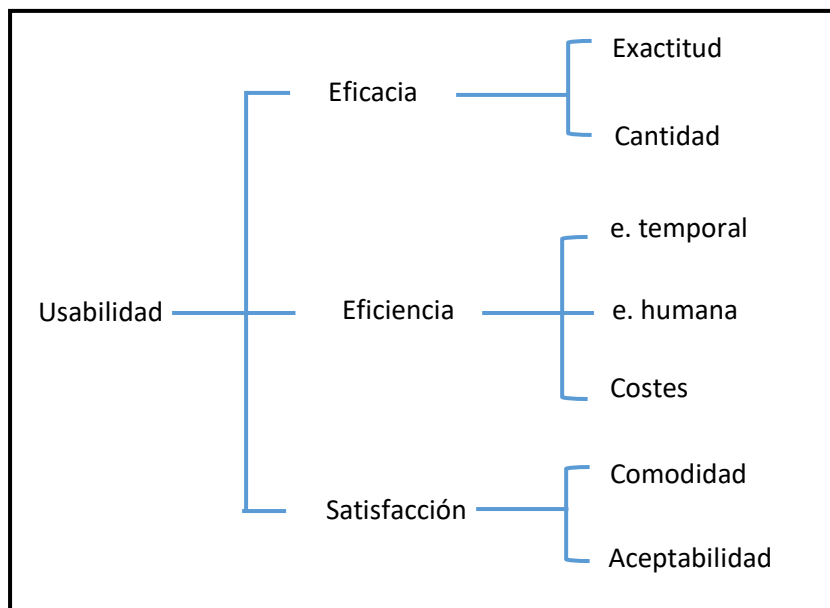 Usabilidad
Eficacia
Exactitud
Cantidad
Eficiencia
e. temporal
e. humana
Costes
Satisfacción
Comodidad
Aceptabilidad